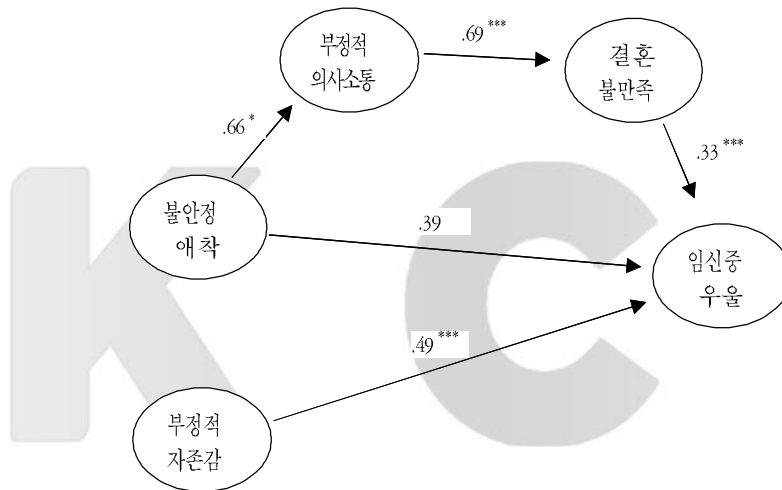 부정적
의사소통
.69 ***
결혼
불만족
.66 *
.33 ***
불안정
애착
.39
임신중
우울
.49 ***
부정적
자존감
K C